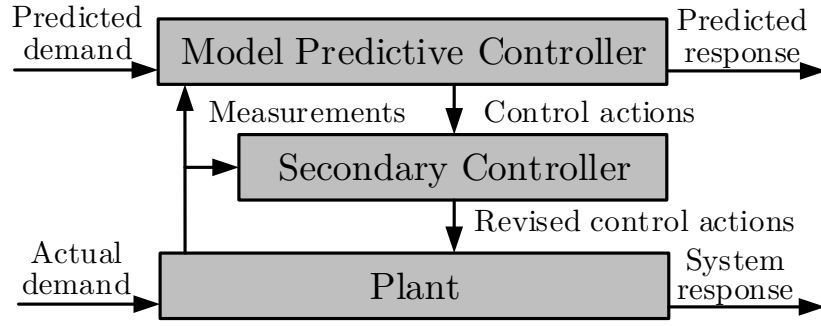 Predicted
demand
Model Predictive Controller
Predicted
response
Measurements
Control actions
Secondary Controller
Revised control actions
Actual
demand
Plant
System
response